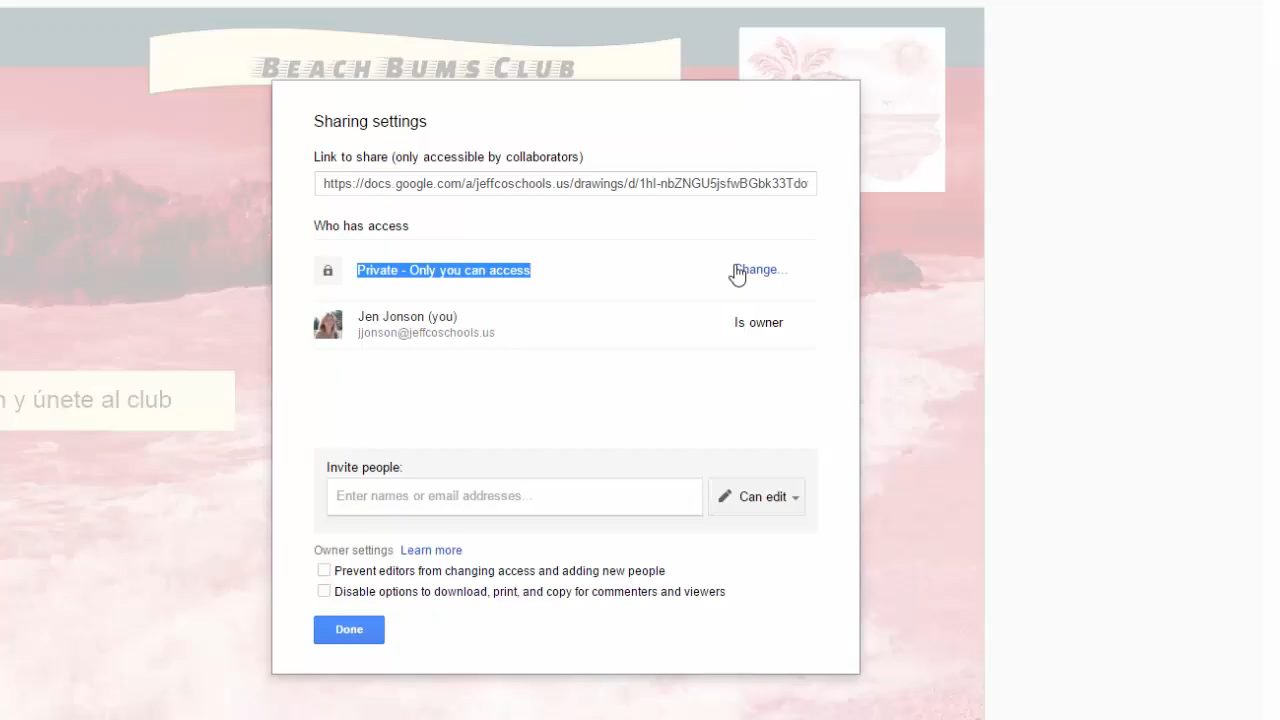 BEACH BUMS CLUB
Sharing settings
Link to share (only accessible by collaborators)
https://docs.google.com/a/jeffcoschools.us/drawings/d/1hI-nbZNGU5jsfwBGbk33Tdo
Who has access
Private - Only you can access
Change...
Jen Jonson (you)
Is owner
jjonson@jeffcoschools.us
y únete al club
Invite people:
Enter names or email addresses...
Can edit
Owner settings Learn more
Prevent editors from changing access and adding new people
Disable options to download, print, and copy for commenters and viewers
Done